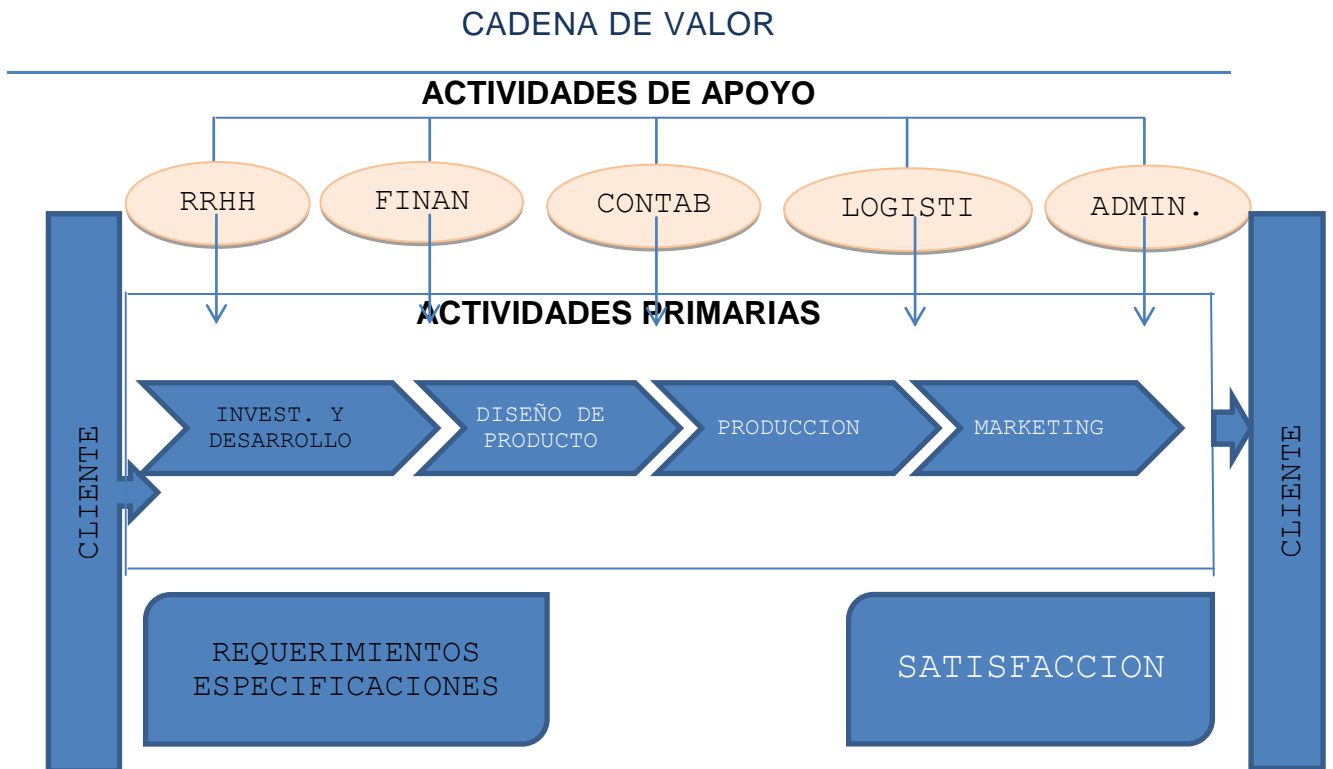 CADENA DE VALOR
ACTIVIDADES DE APOYO
RRHH
FINAN
CONTAB
LOGISTI
ADMIN.
ACTIVIDADES PRIMARIAS
CLIENTE
INVEST. Y
DESARROLLO
DISEÑO DE
PRODUCTO
PRODUCCION
MARKETING
CLIENTE
REQUERIMIENTOS
ESPECIFICACIONES
SATISFACCION